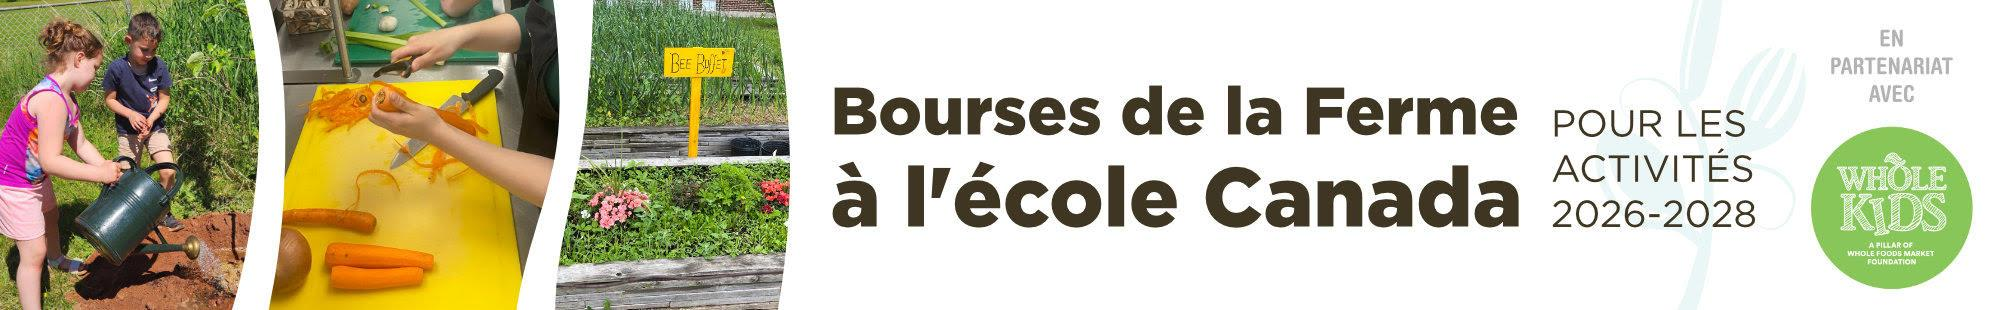 BEE BUFFET
Bourses de la Ferme
à l'école Canada
POUR LES
ACTIVITÉS
2026-2028
EN
PARTENARIAT
AVEC
WHOLE
KIDS
A PILLAR OF
WHOLE FOODS MARKET
FOUNDATION